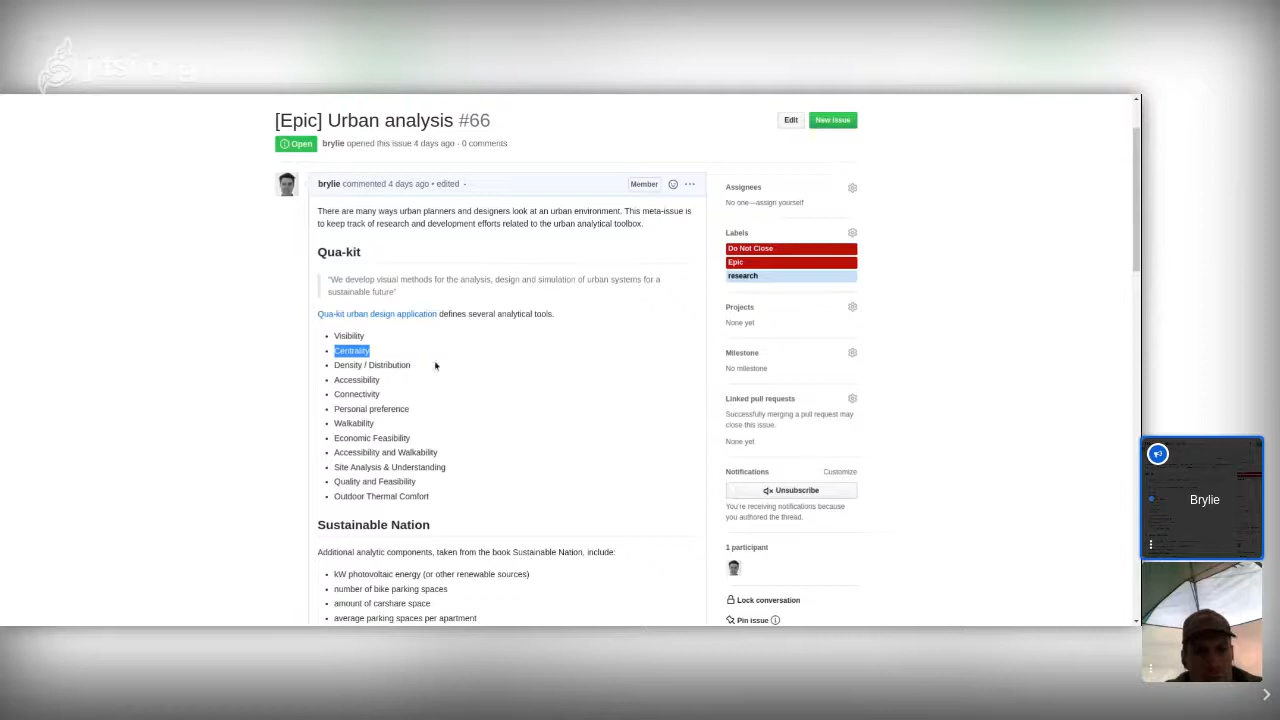 [Epic] Urban analysis #66
Edit
New issue
Open
brylie opened this issue 4 days ago · 0 comments
brylie commented 4 days ago • edited
Member
There are many ways urban planners and designers look at an urban environment. This meta-issue is
to keep track of research and development efforts related to the urban analytical toolbox.
Qua-kit
"We develop visual methods for the analysis, design and simulation of urban systems for a
sustainable future"
Qua-kit urban design application defines several analytical tools.
• Visibility
• Centrality
• Density / Distribution
• Accessibility
• Connectivity
• Personal preference
• Walkability
• Economic Feasibility
• Accessibility and Walkability
• Site Analysis & Understanding
• Quality and Feasibility
• Outdoor Thermal Comfort
Sustainable Nation
Additional analytic components, taken from the book Sustainable Nation, include:
• kW photovoltaic energy (or other renewable sources)
• number of bike parking spaces
• amount of carshare space
• average parking spaces per apartment
Assignees
No one—assign yourself
Labels
Do Not Close
Epic
research
Projects
None yet
Milestone
No milestone
Linked pull requests
Successfully merging a pull request may
close this issue.
None yet
Notifications
Customize
Unsubscribe
You're receiving notifications because
you authored the thread.
1 participant
Lock conversation
Pin issue
Brylie